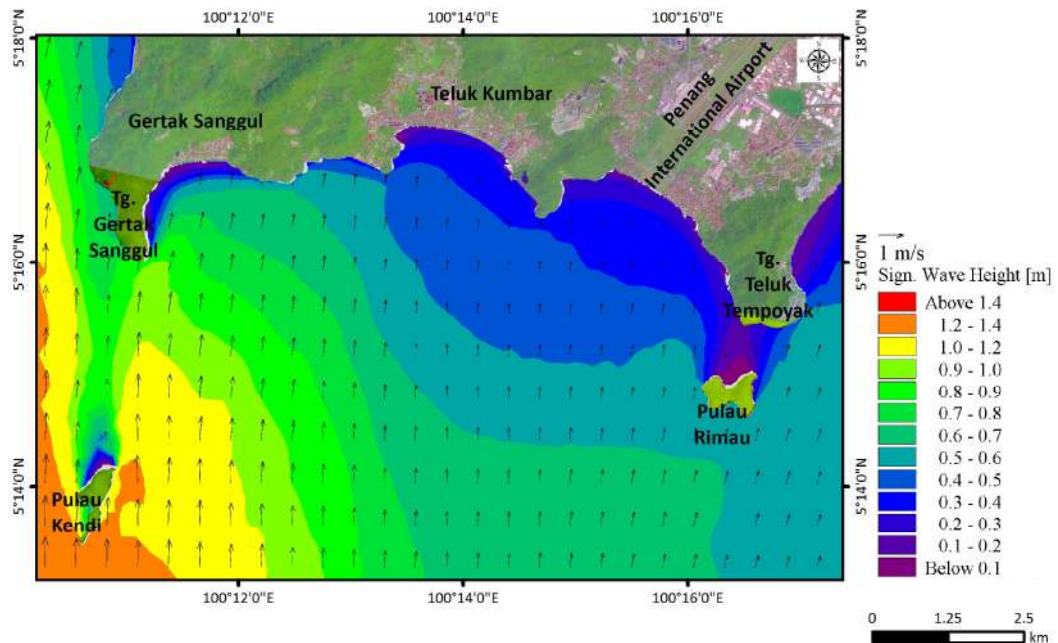 100°12'0"E 100°14'0"E 100°16'0"E
5°18'0"N 5°18'0"N
Teluk Kumbar
Penang
International Airport
Gertak Sanggul
Tg.
Gertak
Sanggul
5°16'0"N 5°16'0"N
Tg.
Teluk
Tempoyak
Pulau
Rimau
5°14'0"N 5°14'0"N
Pulau
Kendi
100°12'0"E 100°14'0"E 100°16'0"E
1 m/s
Sign. Wave Height [m]
Above 1.4
1.2 - 1.4
1.0 - 1.2
0.9 - 1.0
0.8 - 0.9
0.7 - 0.8
0.6 - 0.7
0.5 - 0.6
0.4 - 0.5
0.3 - 0.4
0.2 - 0.3
0.1 - 0.2
Below 0.1
0 1.25 2.5
km